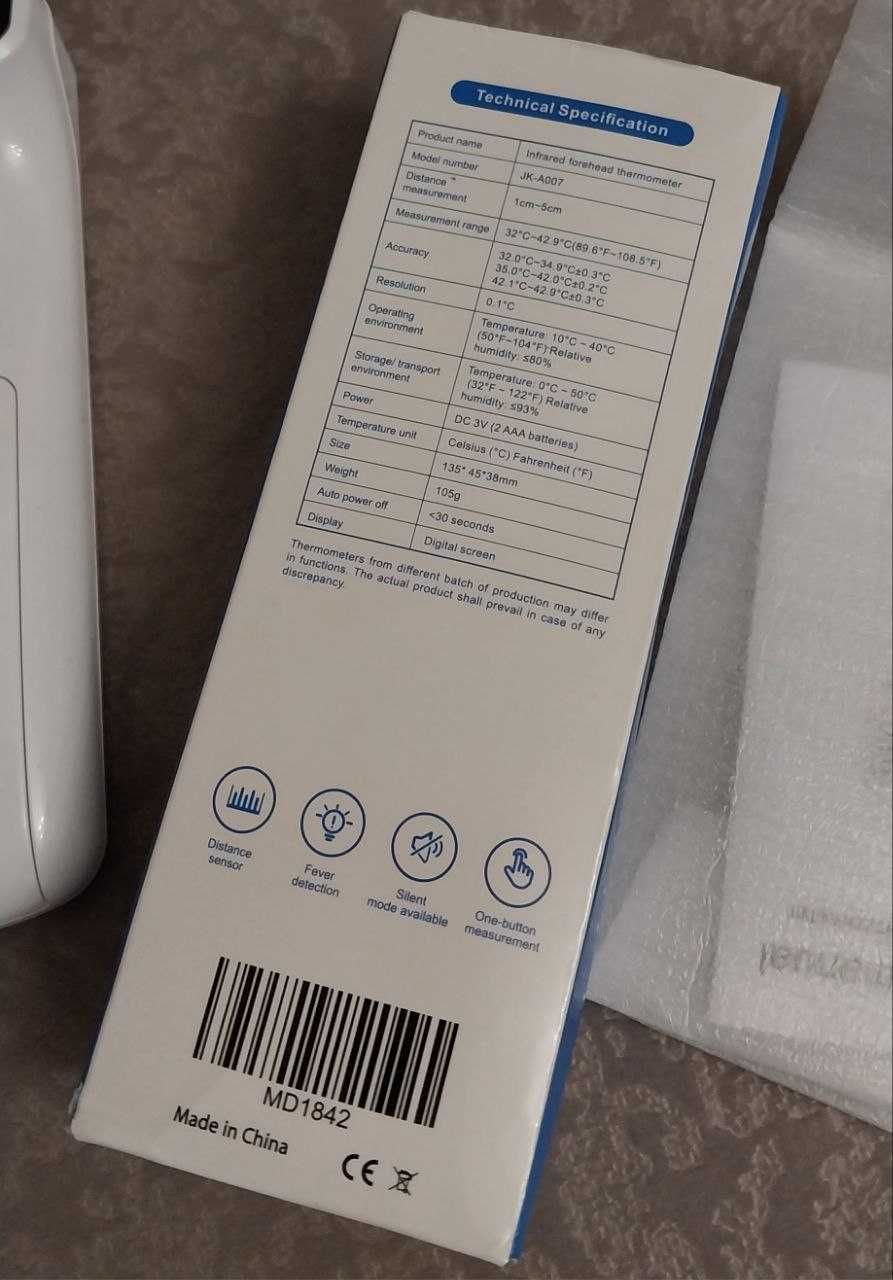 Technical Specification
Product name Infrared forehead thermometer
Model number JK-A007
Distance measurement 1cm~5cm
Measurement range 32°C~42.9°C(89.6°F~108.5°F)
Accuracy 32.0°C~34.9°C±0.3°C
35.0°C~42.0°C±0.2°C
42.1°C~42.9°C±0.3°C
Resolution 0.1°C
Operating environment Temperature: 10°C ~ 40°C
(50°F~104°F) Relative
humidity: ≤80%
Storage/ transport environment Temperature: 0°C ~ 50°C
(32°F ~ 122°F) Relative
humidity: ≤93%
Power DC 3V (2 AAA batteries)
Temperature unit Celsius (°C) Fahrenheit (°F)
Size 135* 45*38mm
Weight 105g
Auto power off <30 seconds
Display Digital screen
Thermometers from different batch of production may differ
in functions. The actual product shall prevail in case of any
discrepancy.
Distance
sensor
Fever
detection
Silent
mode available
One-button
measurement
MD1842
Made in China
CE